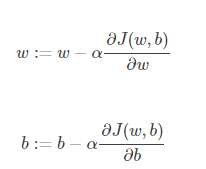 w := w − α ∂J(w, b) / ∂w
b := b − α ∂J(w, b) / ∂b